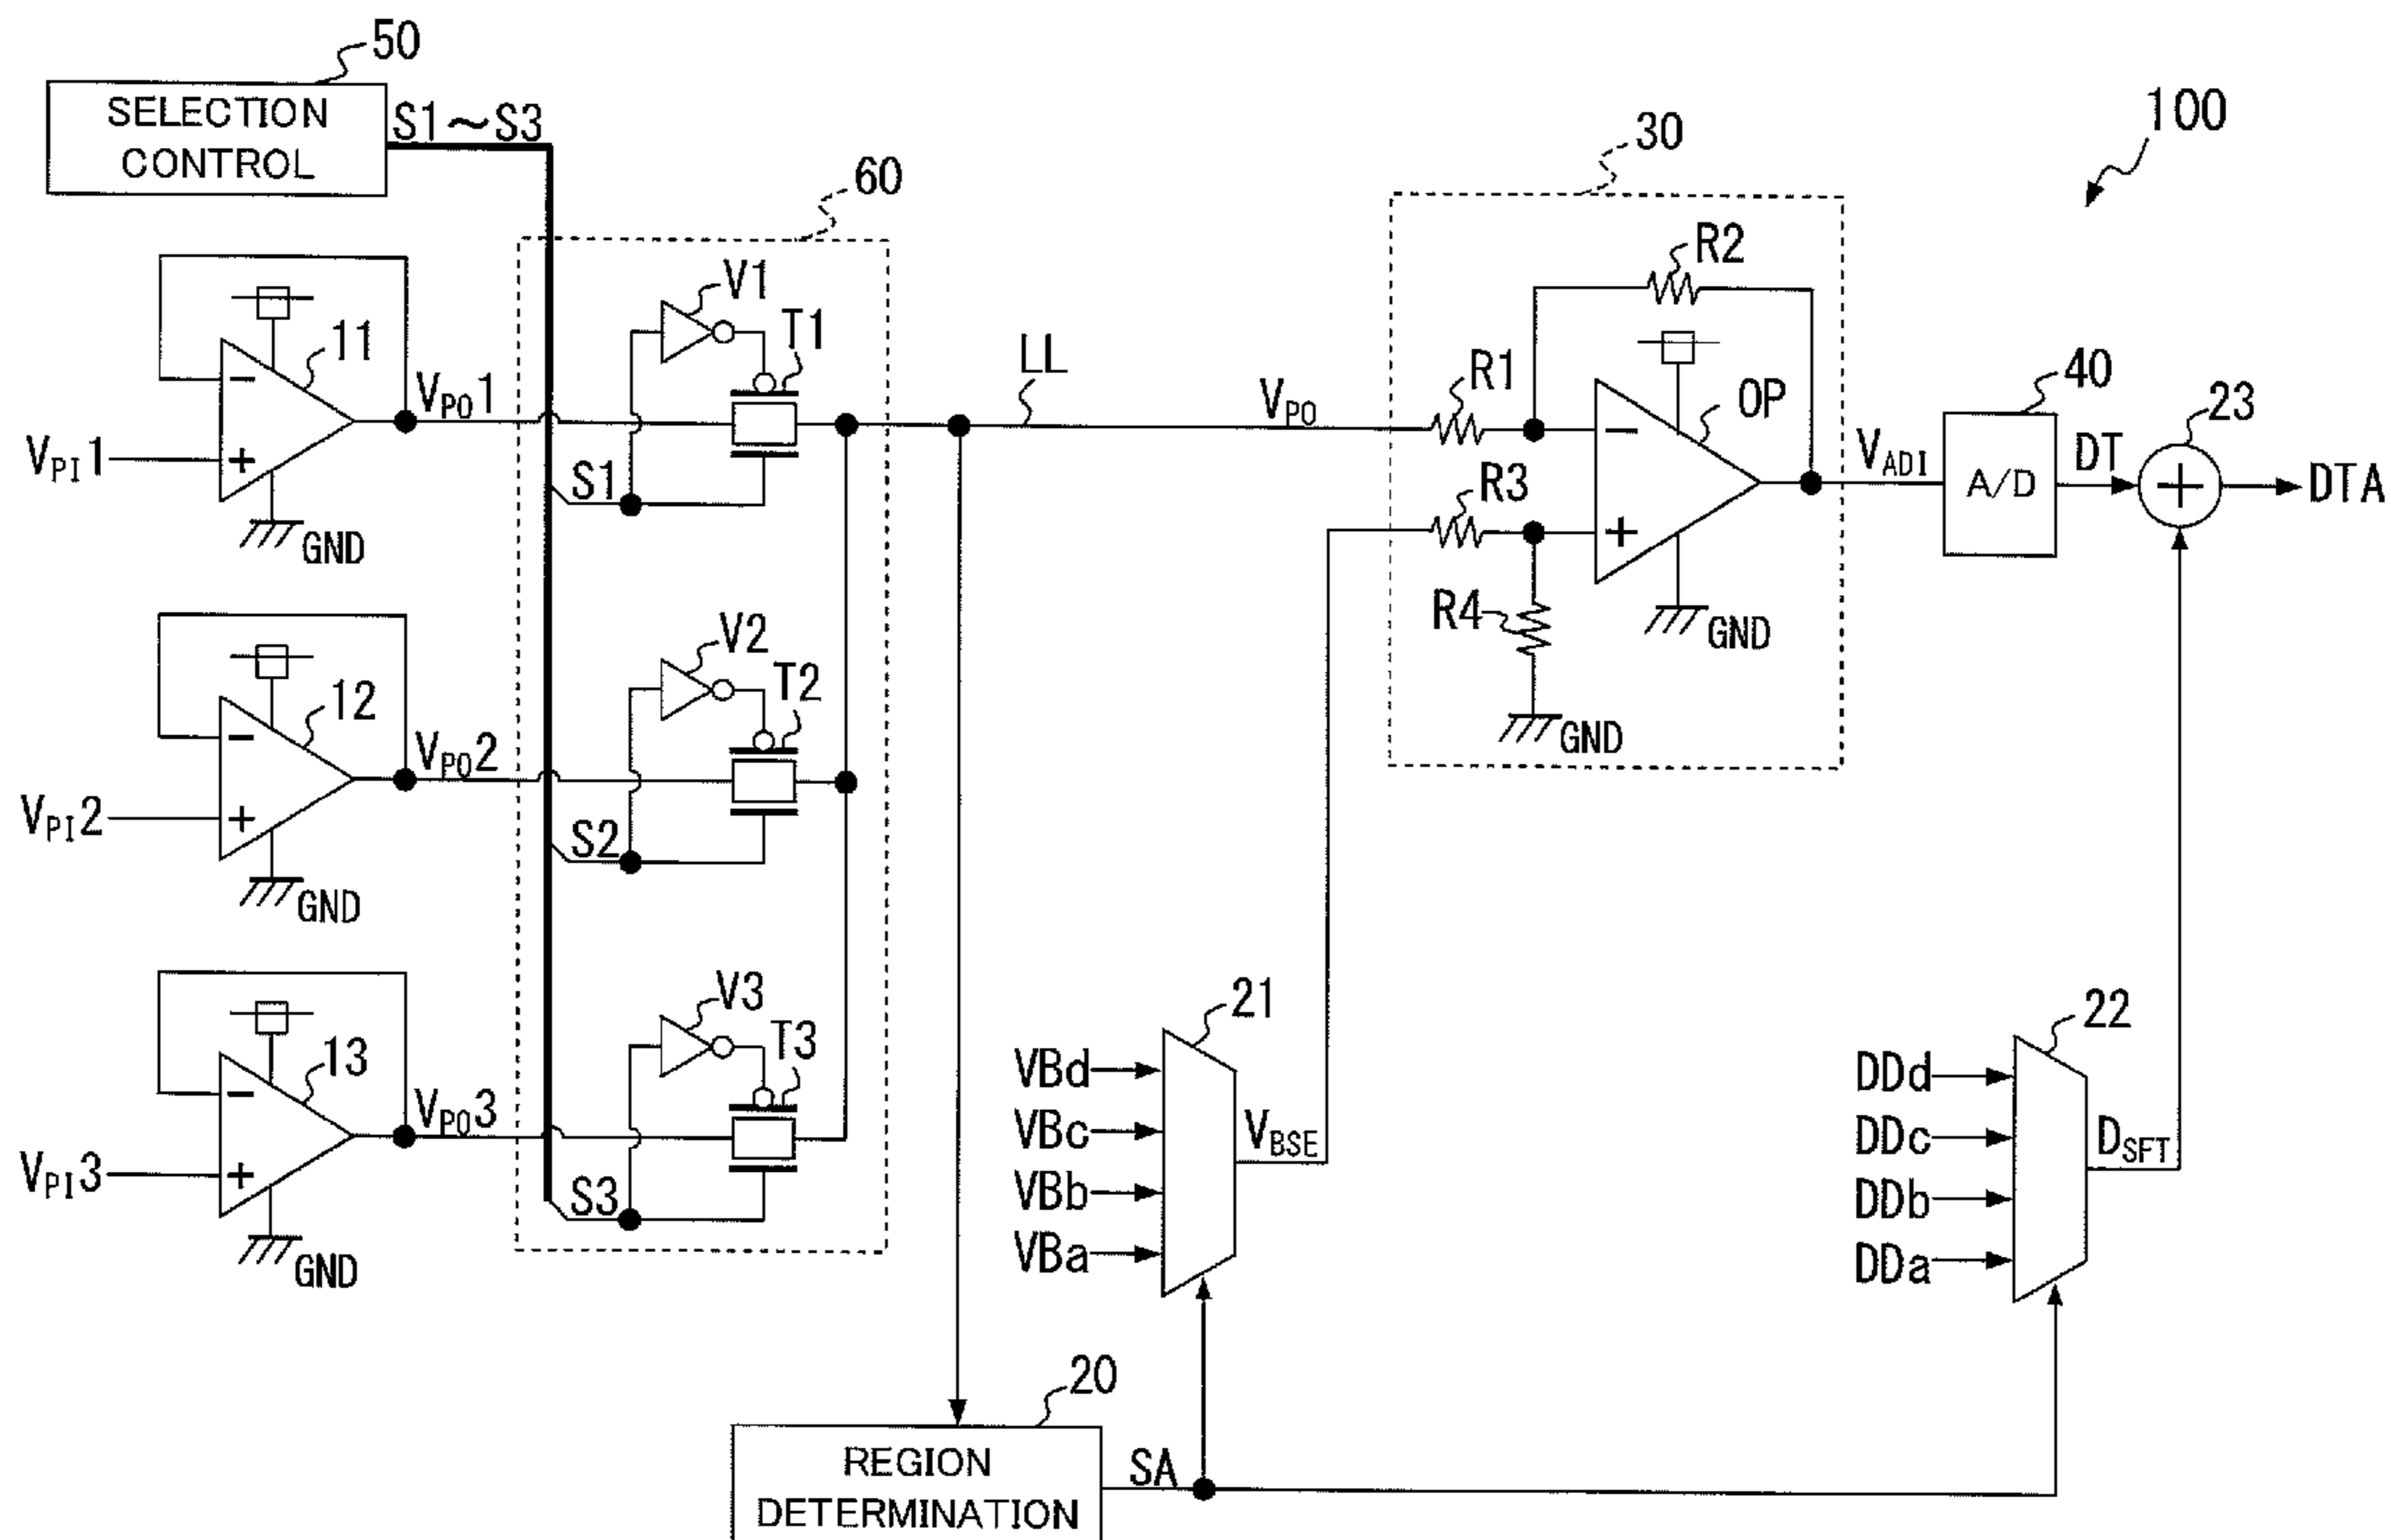 50
SELECTION
CONTROL
S1~S3
100
30
60
R2
V1
T1
11
LL
R1
OP
40
23
VPO1
VPO
VPI1
S1
R3
VADI
A/D
DT
DTA
GND
R4
GND
GND
V2
T2
12
VPO2
VPI2
S2
GND
V3
T3
21
22
13
VBd
DDd
VPO3
VBc
VBSE
DDc
DSFT
VPI3
S3
VBb
DDb
GND
VBa
DDa
20
REGION
DETERMINATION
SA